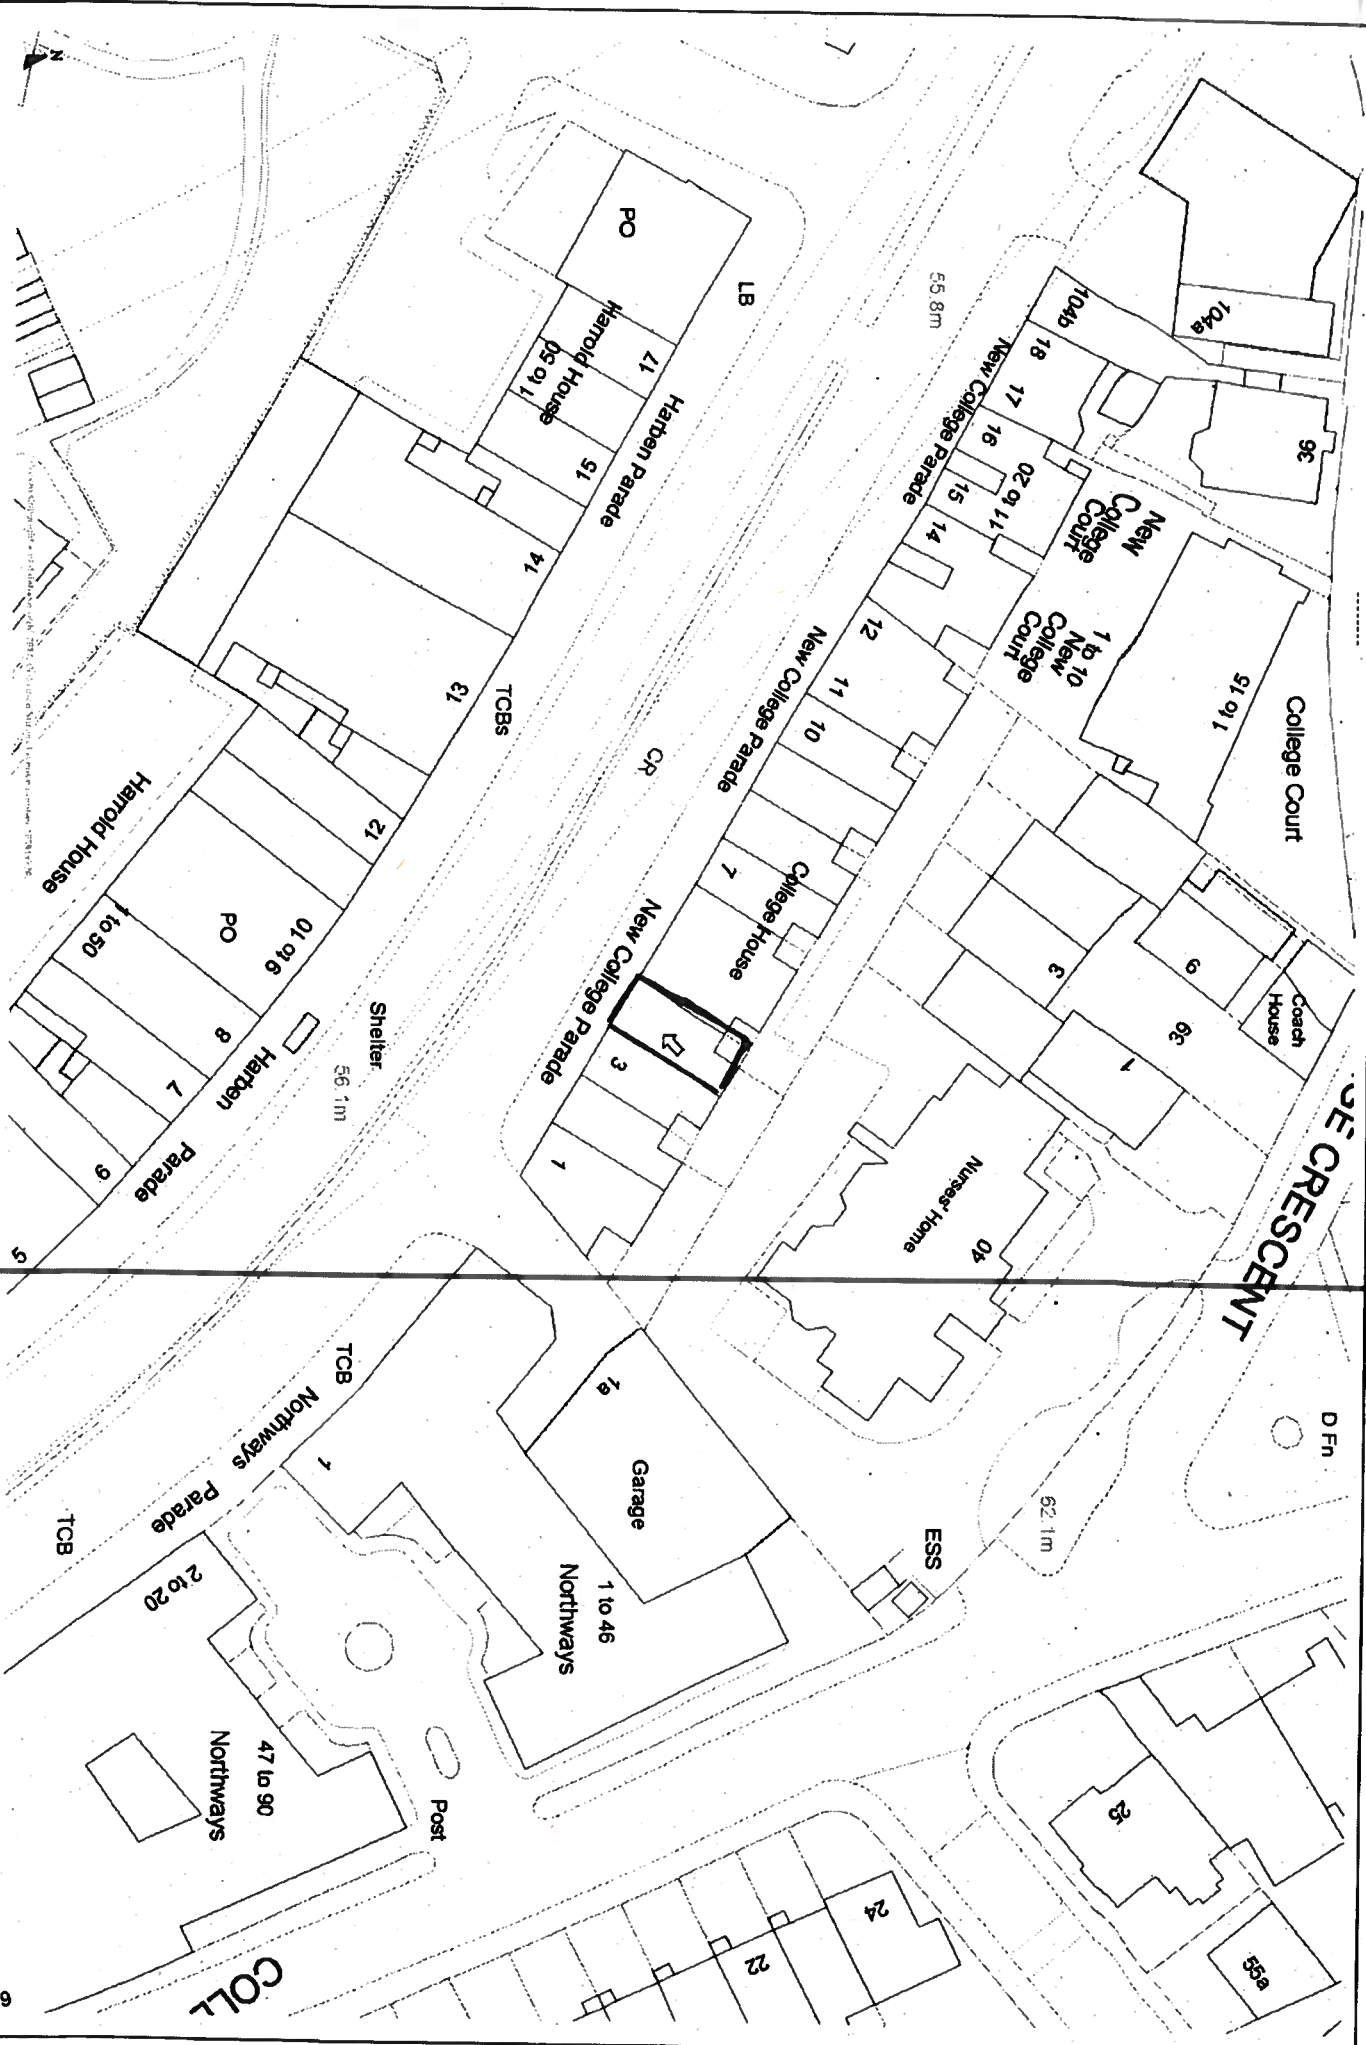 N
PO
LB
55.8m
104b
104a
18
17
16
15
14
11 to 20
36
New College Parade
New
College
Court
1 to 10
New
College
Court
1 to 15
College Court
Harrold House
1 to 50
17
15
Harben Parade
14
13
TCBs
CR
12
11
10
7
New College Parade
College House
New College Parade
3
1
3
6
39
1
Coach
House
GE CRESCENT
Nurses' Home
40
Harrold House
1 to 50
PO
12
9 to 10
8
7
6
5
Shelter
Harben
Parade
56.1m
TCB
Northways
Parade
1
TCB
2 to 20
1a
Garage
1 to 46
Northways
ESS
62.1m
D Fn
47 to 90
Northways
Post
COLL
22
24
25
55a
9